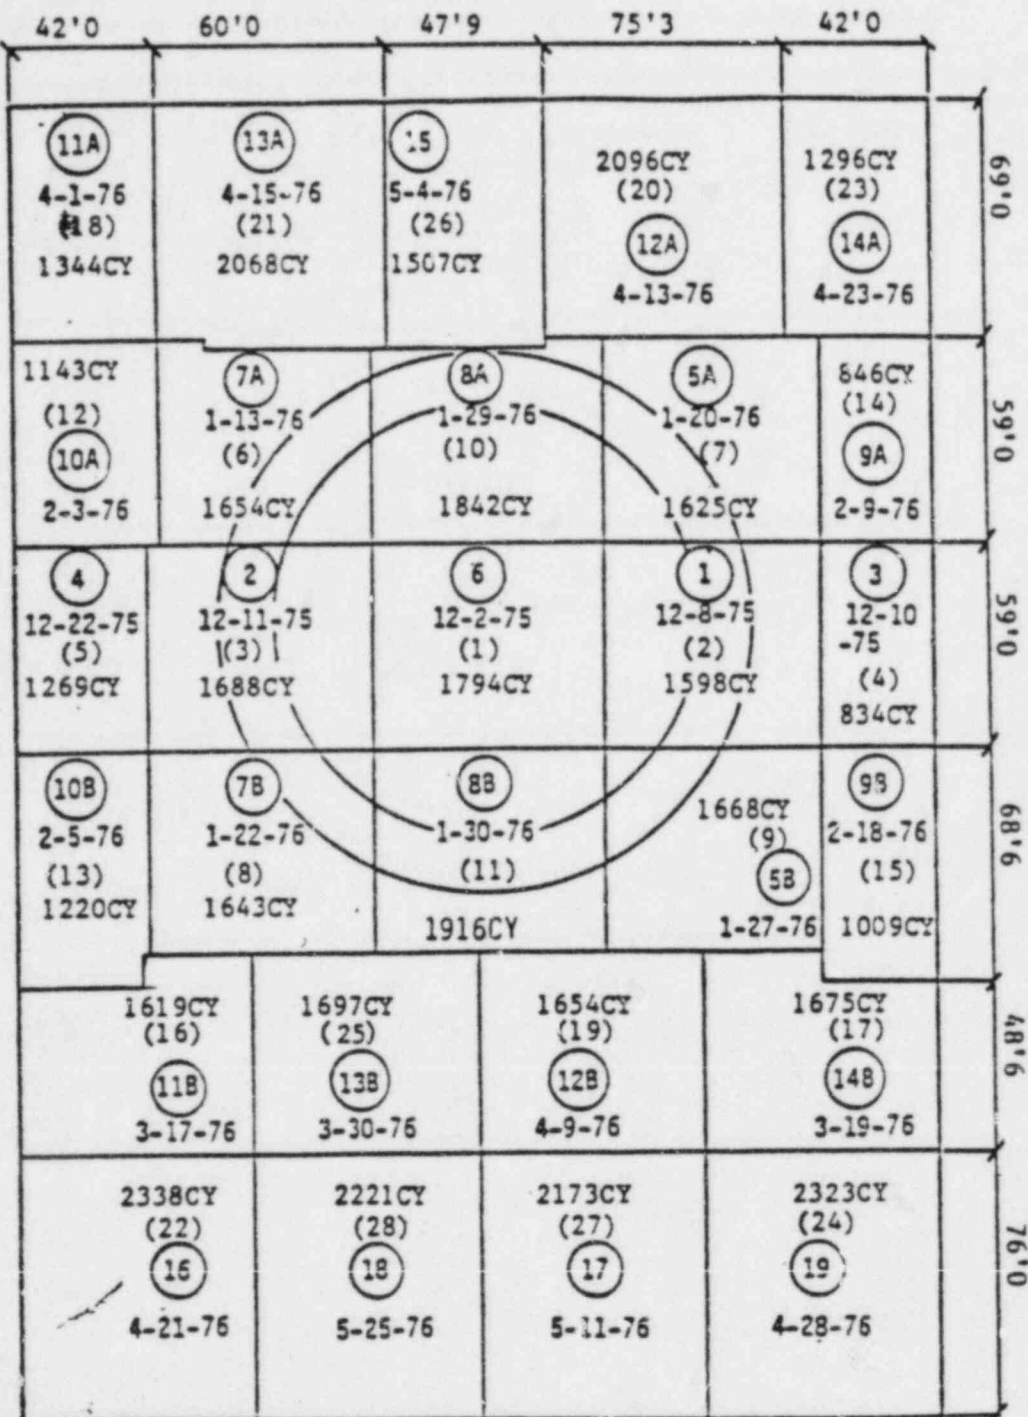 42'0 60'0 47'9 75'3 42'0
11A
4-1-76
(18)
1344CY
13A
4-15-76
(21)
2068CY
15
5-4-76
(26)
1507CY
2096CY
(20)
12A
4-13-76
1296CY
(23)
14A
4-23-76
69'0
1143CY
(12)
10A
2-3-76
7A
1-13-76
(6)
1654CY
8A
1-29-76
(10)
1842CY
5A
1-20-76
(7)
1625CY
846CY
(14)
9A
2-9-76
59'0
4
12-22-75
(5)
1269CY
2
12-11-75
(3)
1688CY
6
12-2-75
(1)
1794CY
1
12-8-75
(2)
1598CY
3
12-10
-75
(4)
834CY
59'0
10B
2-5-76
(13)
1220CY
7B
1-22-76
(8)
1643CY
8B
1-30-76
(11)
1916CY
1668CY
(9)
5B
1-27-76
9B
2-18-76
(15)
1009CY
68'6
1619CY
(16)
11B
3-17-76
1697CY
(25)
13B
3-30-76
1654CY
(19)
12B
4-9-76
1675CY
(17)
14B
3-19-76
48'6
2338CY
(22)
16
4-21-76
2221CY
(28)
18
5-25-76
2173CY
(27)
17
5-11-76
2323CY
(24)
19
4-28-76
76'0